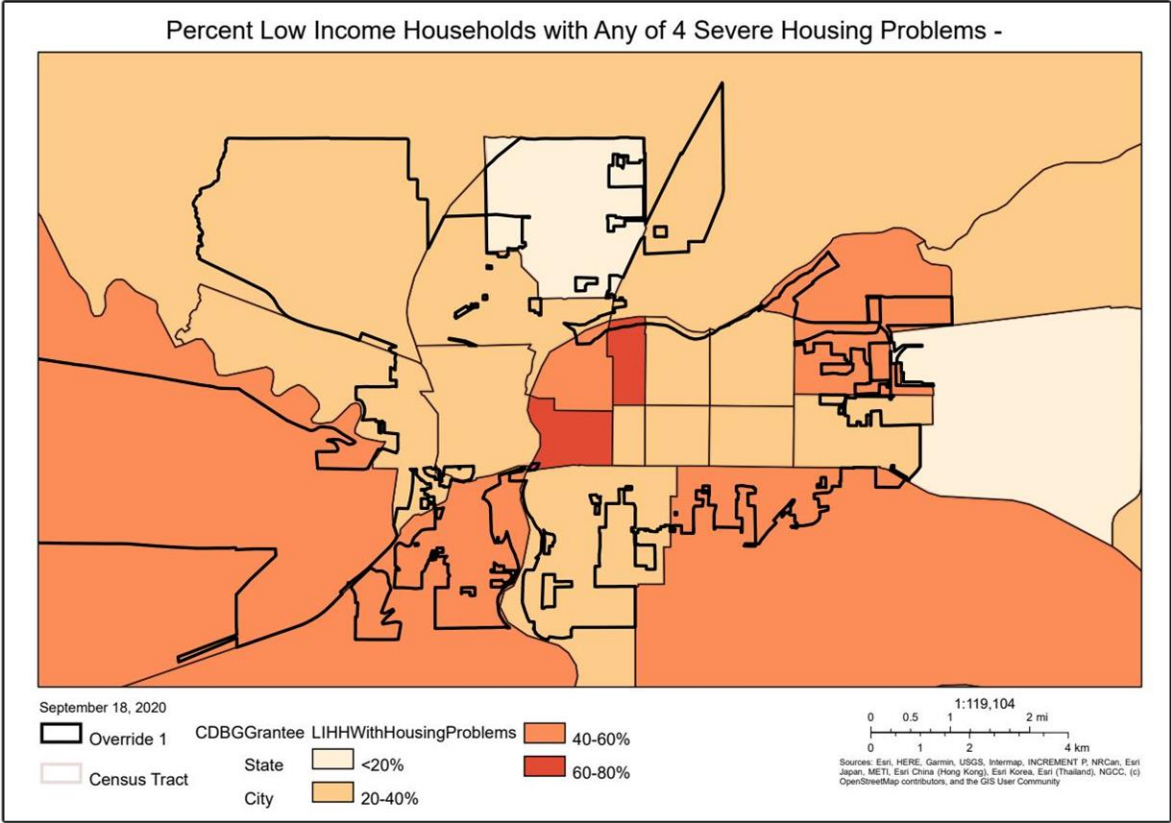 Percent Low Income Households with Any of 4 Severe Housing Problems -
September 18, 2020
Override 1
Census Tract
CDBGGrantee
State
City
LIHHWithHousingProblems
<20%
20-40%
40-60%
60-80%
1:119,104
0 0.5 1 2 mi
0 1 2 4 km
Sources: Esri, HERE, Garmin, USGS, Intermap, INCREMENT P, NRCan, Esri
Japan, METI, Esri China (Hong Kong), Esri Korea, Esri (Thailand), NGCC, (c)
OpenStreetMap contributors, and the GIS User Community